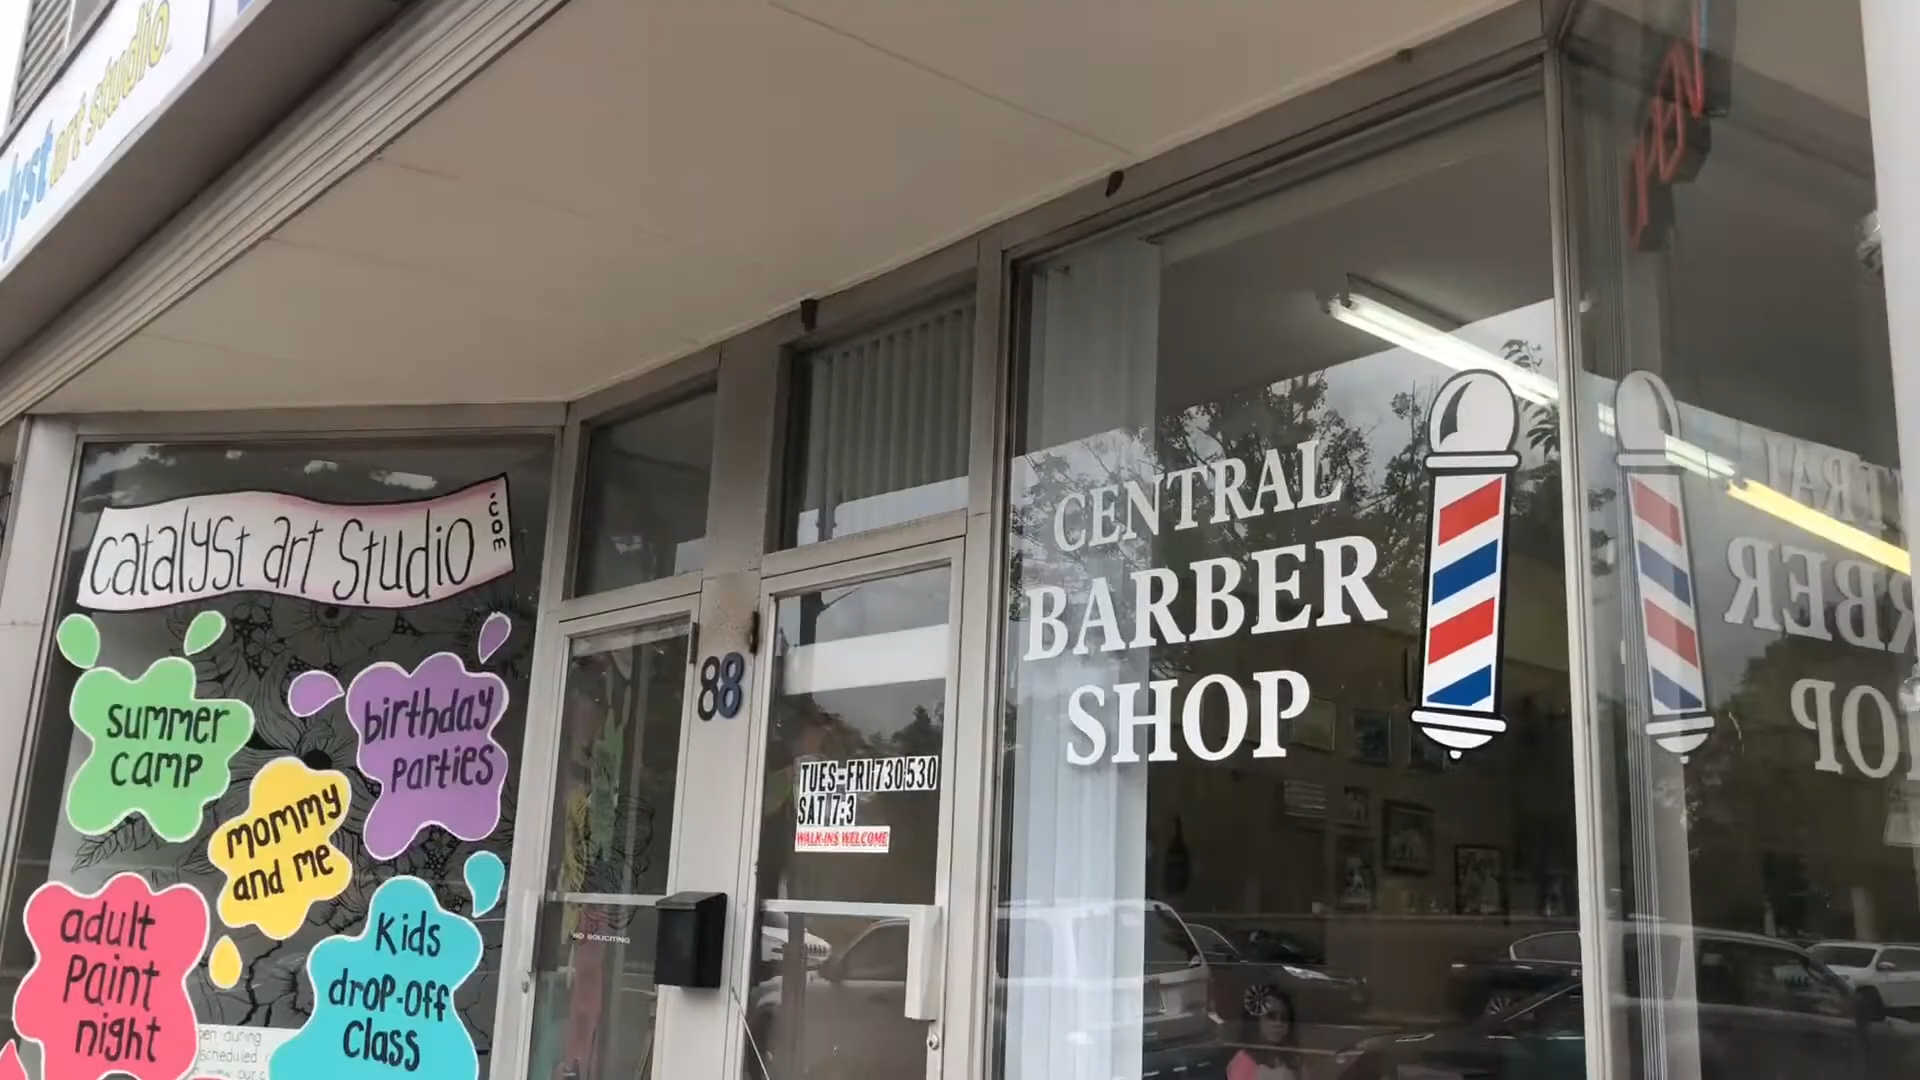 art studio
catalyst art studio
.com
summer
camp
birthday
parties
mommy
and me
adult
paint
night
Kids
drop-off
class
NO SOLICITING
88
TUES-FRI 730 530
SAT 7:3
WALK-INS WELCOME
CENTRAL
BARBER
SHOP
OPEN